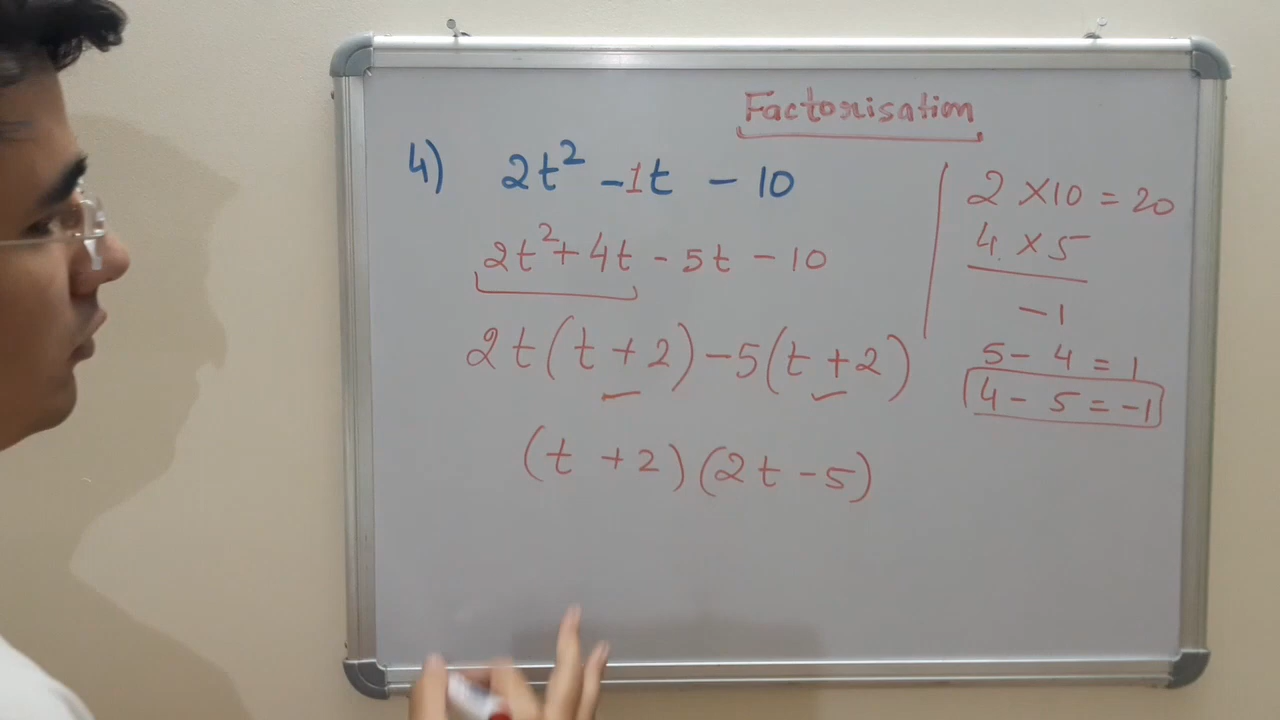 Factorisation
4) 2t² - 1t - 10
2t² + 4t - 5t - 10
2t(t + 2) - 5(t + 2)
(t + 2)(2t - 5)
2 × 10 = 20
4 × 5
-1
5 - 4 = 1
4 - 5 = -1